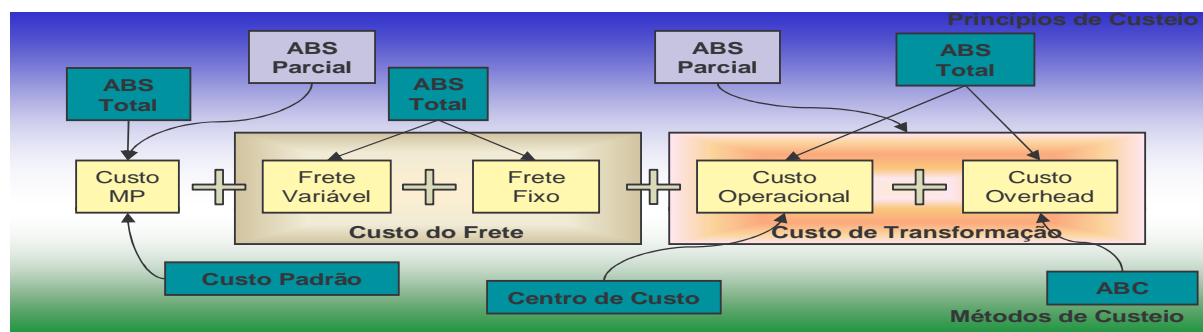 Princípios de Custeio
ABS
Parcial
ABS
Parcial
ABS
Total
ABS
Total
ABS
Total
Custo
MP
Frete
Variável
Frete
Fixo
Custo
Operacional
Custo
Overhead
Custo do Frete
Custo de Transformação
Custo Padrão
Centro de Custo
ABC
Métodos de Custeio